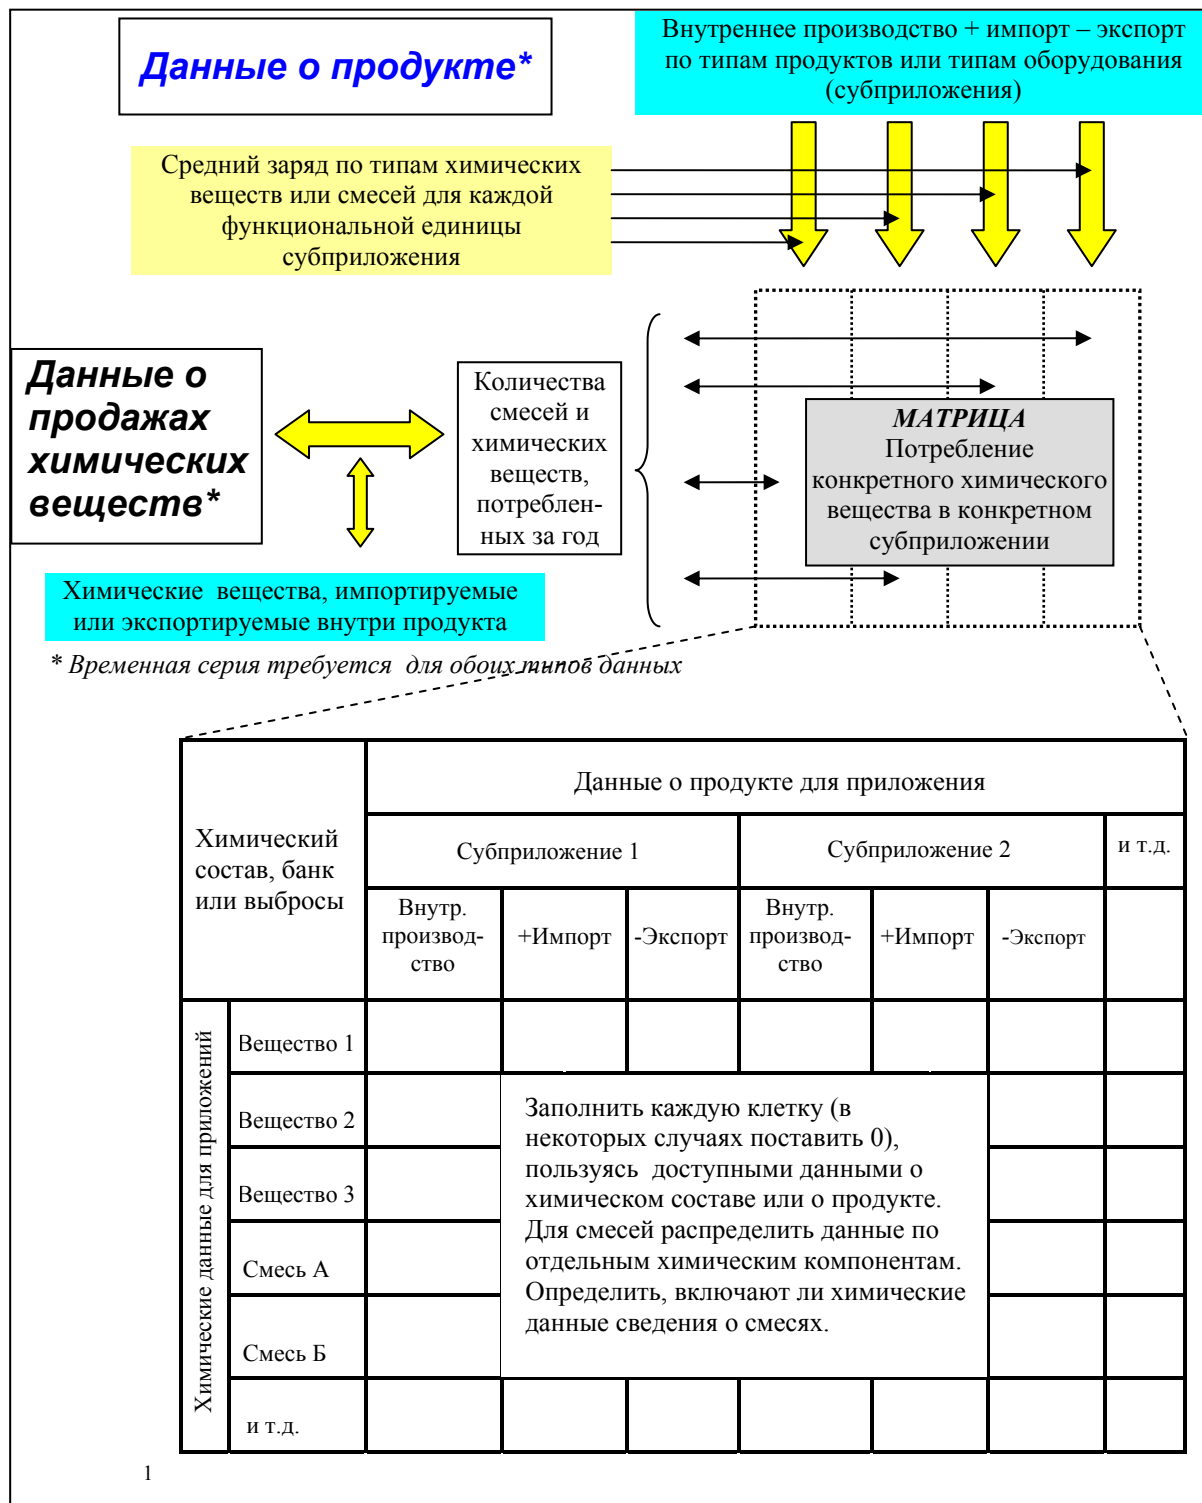 Данные о продукте*
Внутреннее производство + импорт – экспорт
по типам продуктов или типам оборудования
(субприложения)
Средний заряд по типам химических
веществ или смесей для каждой
функциональной единицы
субприложения
Данные о
продажах
химических
веществ*
Количества
смесей и
химических
веществ,
потреблен-
ных за год
МАТРИЦА
Потребление
конкретного химического
вещества в конкретном
субприложении
Химические вещества, импортируемые
или экспортируемые внутри продукта
* Временная серия требуется для обоих типов данных
Химический
состав, банк
или выбросы
Данные о продукте для приложения
Субприложение 1
Субприложение 2
и т.д.
Внутр.
производ-
ство
+Импорт
-Экспорт
Внутр.
производ-
ство
+Импорт
-Экспорт
Химические данные для приложений
Вещество 1
Вещество 2
Вещество 3
Смесь А
Смесь Б
и т.д.
Заполнить каждую клетку (в
некоторых случаях поставить 0),
пользуясь доступными данными о
химическом составе или о продукте.
Для смесей распределить данные по
отдельным химическим компонентам.
Определить, включают ли химические
данные сведения о смесях.
1